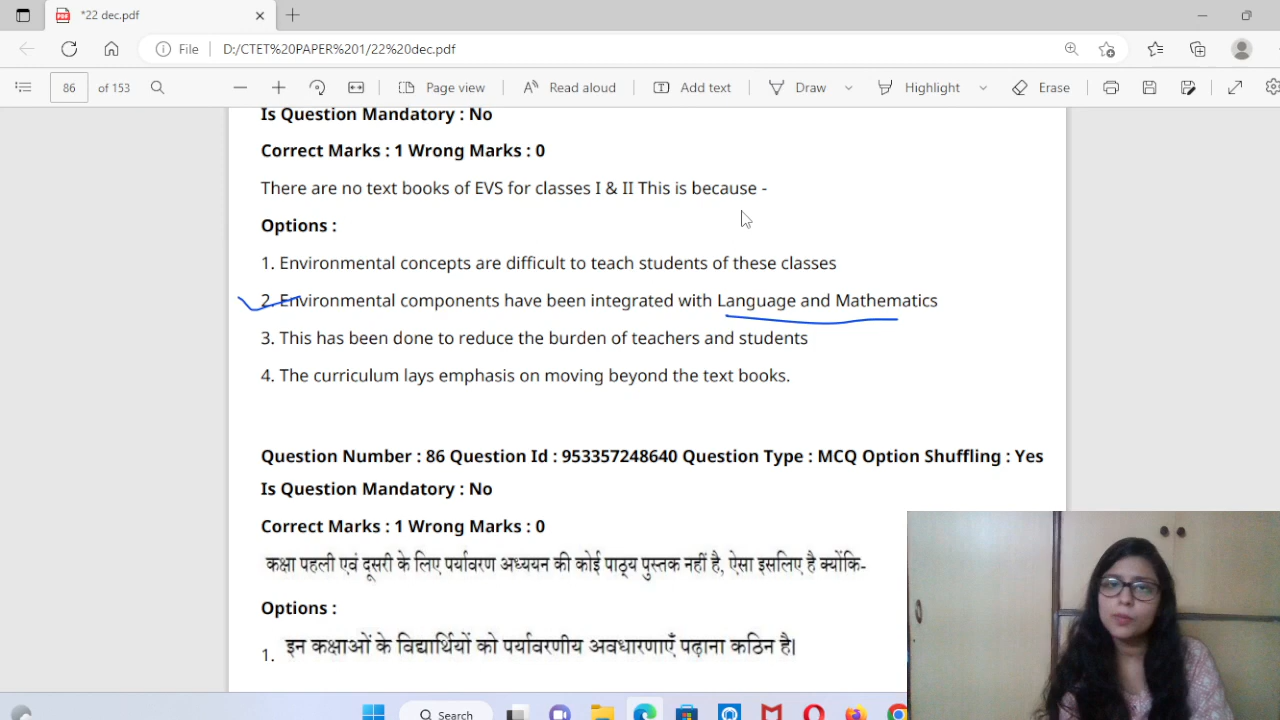 *22 dec.pdf
File
D:/CTET%20PAPER%201/22%20dec.pdf
86 of 153
Page view
Read aloud
Add text
Draw
Highlight
Erase
Is Question Mandatory : No
Correct Marks : 1 Wrong Marks : 0
There are no text books of EVS for classes I & II This is because -
Options :
1. Environmental concepts are difficult to teach students of these classes
2. Environmental components have been integrated with Language and Mathematics
3. This has been done to reduce the burden of teachers and students
4. The curriculum lays emphasis on moving beyond the text books.
Question Number : 86 Question Id : 953357248640 Question Type : MCQ Option Shuffling : Yes
Is Question Mandatory : No
Correct Marks : 1 Wrong Marks : 0
कक्षा पहली एवं दूसरी के लिए पर्यावरण अध्ययन की कोई पाठ्य पुस्तक नहीं है, ऐसा इसलिए है क्योंकि-
Options :
1. इन कक्षाओं के विद्यार्थियों को पर्यावरणीय अवधारणाएँ पढ़ाना कठिन है।
Search